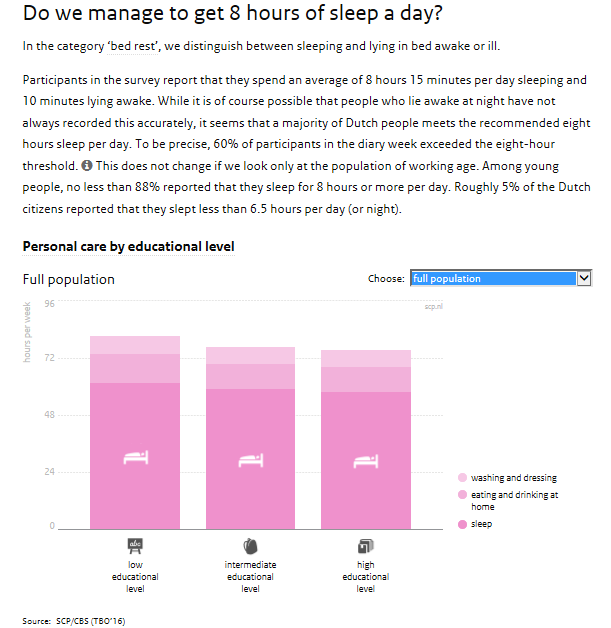 Do we manage to get 8 hours of sleep a day?
In the category ‘bed rest’, we distinguish between sleeping and lying in bed awake or ill.
Participants in the survey report that they spend an average of 8 hours 15 minutes per day sleeping and
10 minutes lying awake. While it is of course possible that people who lie awake at night have not
always recorded this accurately, it seems that a majority of Dutch people meets the recommended eight
hours sleep per day. To be precise, 60% of participants in the diary week exceeded the eight-hour
threshold. i This does not change if we look only at the population of working age. Among young
people, no less than 88% reported that they sleep for 8 hours or more per day. Roughly 5% of the Dutch
citizens reported that they slept less than 6.5 hours per day (or night).
Personal care by educational level
Full population
Choose: full population
hours per week
96
scp.nl
72
48
24
0
washing and dressing
eating and drinking at
home
sleep
abc
low
educational
level
intermediate
educational
level
high
educational
level
Source: SCP/CBS (TBO'16)